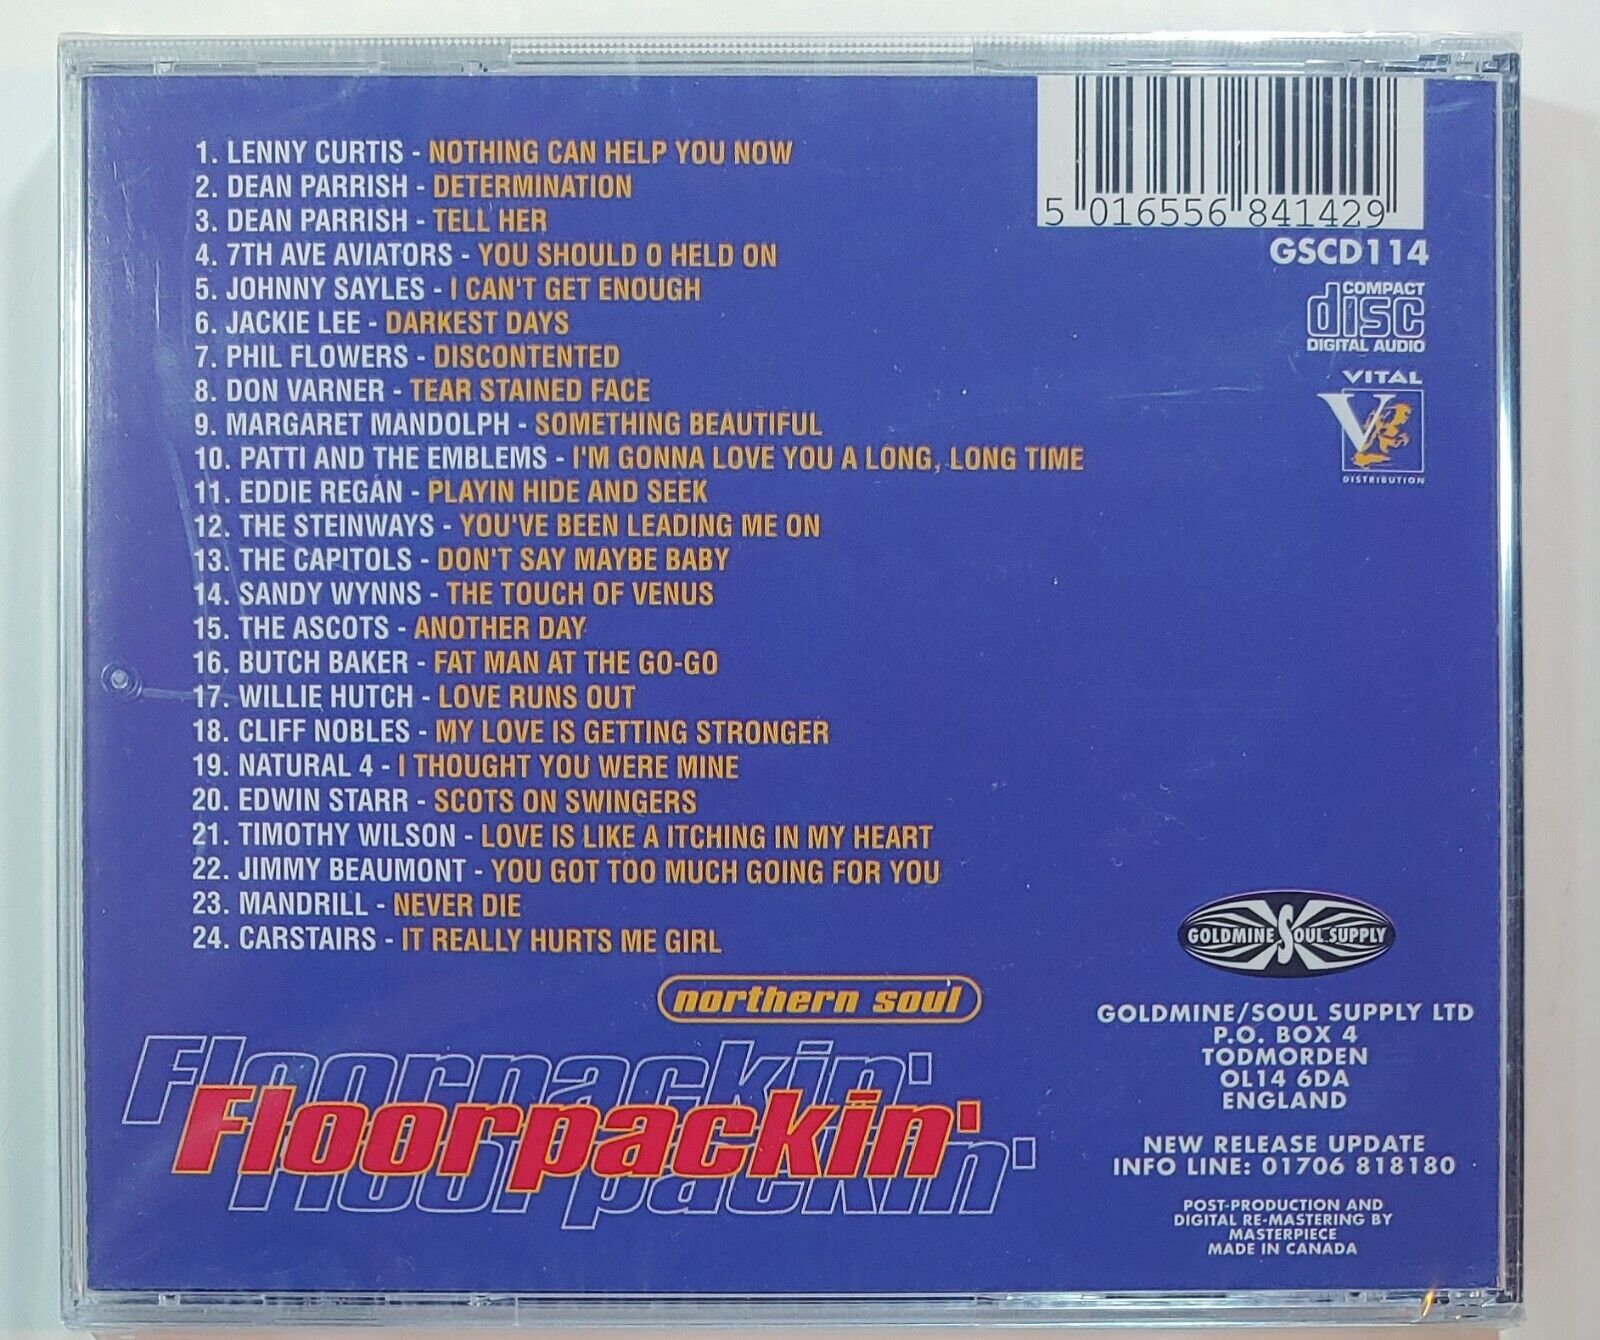 1. LENNY CURTIS - NOTHING CAN HELP YOU NOW
2. DEAN PARRISH - DETERMINATION
3. DEAN PARRISH - TELL HER
4. 7TH AVE AVIATORS - YOU SHOULD O HELD ON
5. JOHNNY SAYLES - I CAN'T GET ENOUGH
6. JACKIE LEE - DARKEST DAYS
7. PHIL FLOWERS - DISCONTENTED
8. DON VARNER - TEAR STAINED FACE
9. MARGARET MANDOLPH - SOMETHING BEAUTIFUL
10. PATTI AND THE EMBLEMS - I'M GONNA LOVE YOU A LONG, LONG TIME
11. EDDIE REGAN - PLAYIN HIDE AND SEEK
12. THE STEINWAYS - YOU'VE BEEN LEADING ME ON
13. THE CAPITOLS - DON'T SAY MAYBE BABY
14. SANDY WYNNS - THE TOUCH OF VENUS
15. THE ASCOTS - ANOTHER DAY
16. BUTCH BAKER - FAT MAN AT THE GO-GO
17. WILLIE HUTCH - LOVE RUNS OUT
18. CLIFF NOBLES - MY LOVE IS GETTING STRONGER
19. NATURAL 4 - I THOUGHT YOU WERE MINE
20. EDWIN STARR - SCOTS ON SWINGERS
21. TIMOTHY WILSON - LOVE IS LIKE A ITCHING IN MY HEART
22. JIMMY BEAUMONT - YOU GOT TOO MUCH GOING FOR YOU
23. MANDRILL - NEVER DIE
24. CARSTAIRS - IT REALLY HURTS ME GIRL
northern soul
Floorpackin'
Floorpackin'
Floorpackin'
5 016556 841429
GSCD114
COMPACT
disc
DIGITAL AUDIO
VITAL
V
DISTRIBUTION
GOLDMINE SOUL SUPPLY
GOLDMINE/SOUL SUPPLY LTD
P.O. BOX 4
TODMORDEN
OL14 6DA
ENGLAND
NEW RELEASE UPDATE
INFO LINE: 01706 818180
POST-PRODUCTION AND
DIGITAL RE-MASTERING BY
MASTERPIECE
MADE IN CANADA